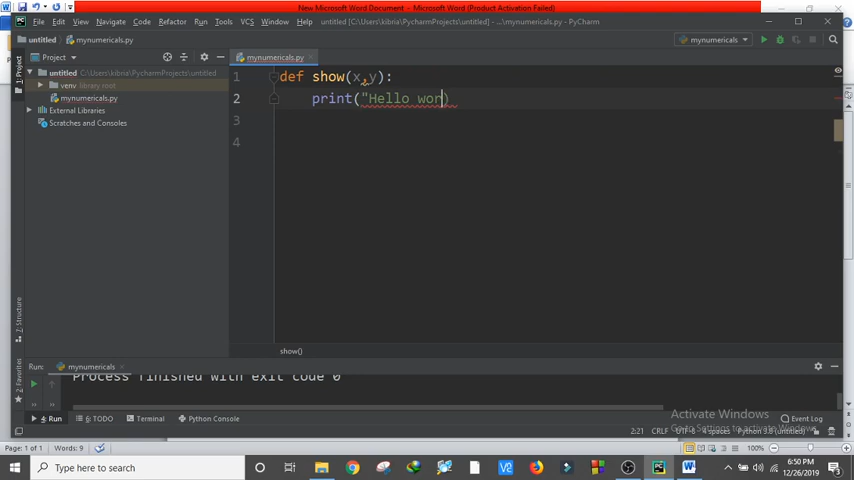 New Microsoft Word Document - Microsoft Word (Product Activation Failed)
File Edit View Navigate Code Refactor Run Tools VCS Window Help untitled [C:\Users\kibria\PycharmProjects\untitled] - ...\mynumericals.py - PyCharm
untitled mynumericals.py mynumericals
Project mynumericals.py
1: Project
untitled C:\Users\kibria\PycharmProjects\untitled
venv library root
mynumericals.py
External Libraries
Scratches and Consoles
1 def show(x,y):
2 print("Hello wor)
3
4
7: Structure
2: Favorites
show()
Run: mynumericals
Process finished with exit code 0
Activate Windows
Go to Settings to activate Windows.
4: Run 6: TODO Terminal Python Console Event Log
2:21 CRLF UTF-8 4 spaces Python 3.8 (untitled)
Page: 1 of 1 Words: 9 100%
Type here to search
6:50 PM
12/26/2019